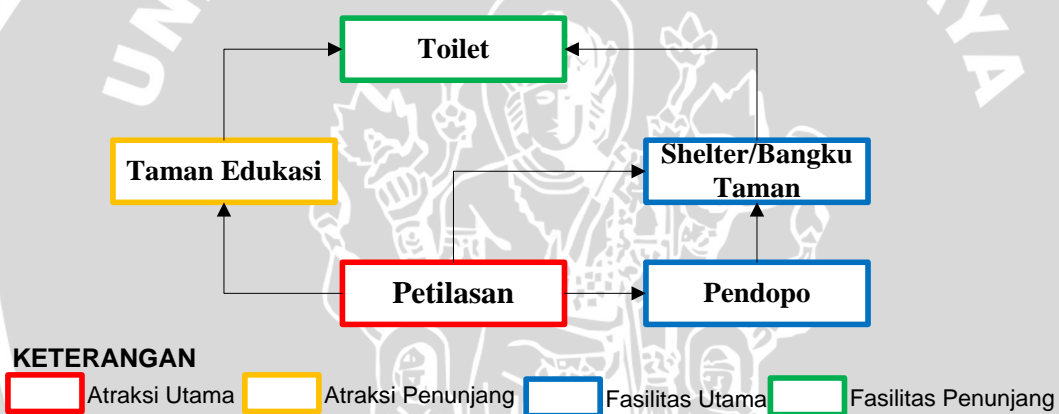 Toilet
Taman Edukasi
Shelter/Bangku
Taman
Petilasan
Pendopo
KETERANGAN
Atraksi Utama
Atraksi Penunjang
Fasilitas Utama
Fasilitas Penunjang